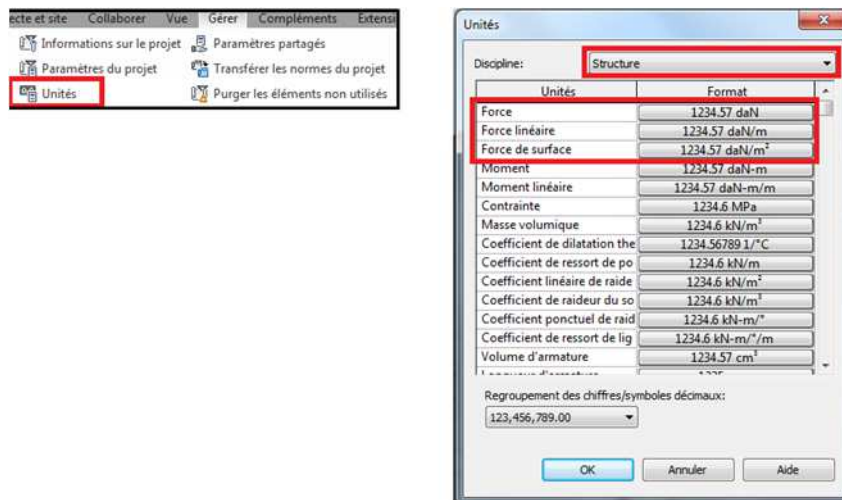 ecte et site Collaborer Vue Gérer Compléments Extensi
Informations sur le projet Paramètres partagés
Paramètres du projet Transférer les normes du projet
Unités Purger les éléments non utilisés
Unités
Discipline: Structure
Unités Format
Force 1234.57 daN
Force linéaire 1234.57 daN/m
Force de surface 1234.57 daN/m²
Moment 1234.57 daN-m
Moment linéaire 1234.57 daN-m/m
Contrainte 1234.6 MPa
Masse volumique 1234.6 kN/m³
Coefficient de dilatation the 1234.56789 1/°C
Coefficient de ressort de po 1234.6 kN/m
Coefficient linéaire de raide 1234.6 kN/m²
Coefficient de raideur du so 1234.6 kN/m³
Coefficient ponctuel de raid 1234.6 kN-m/°
Coefficient de ressort de lig 1234.6 kN-m/°/m
Volume d'armature 1234.57 cm³
Regroupement des chiffres/symboles décimaux:
123,456,789.00
OK Annuler Aide